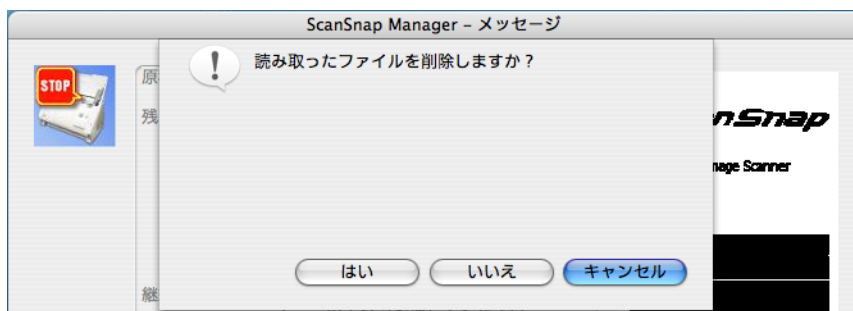 ScanSnap Manager – メッセージ
読み取ったファイルを削除しますか？
STOP
原
残
nSnap
mage Scanner
はい
いいえ
キャンセル
継